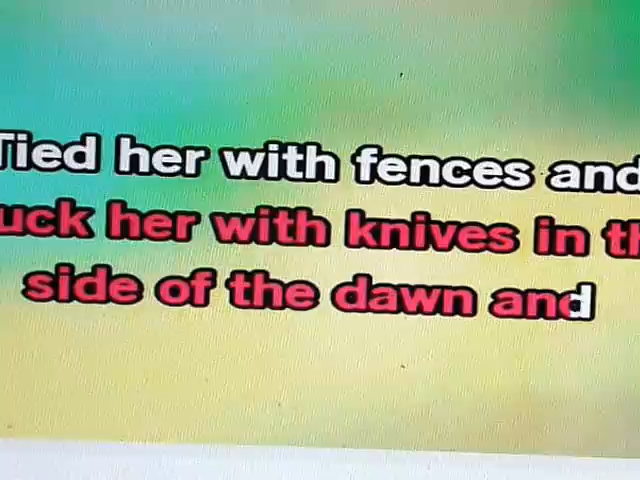 Tied her with fences and
uck her with knives in th
side of the dawn and